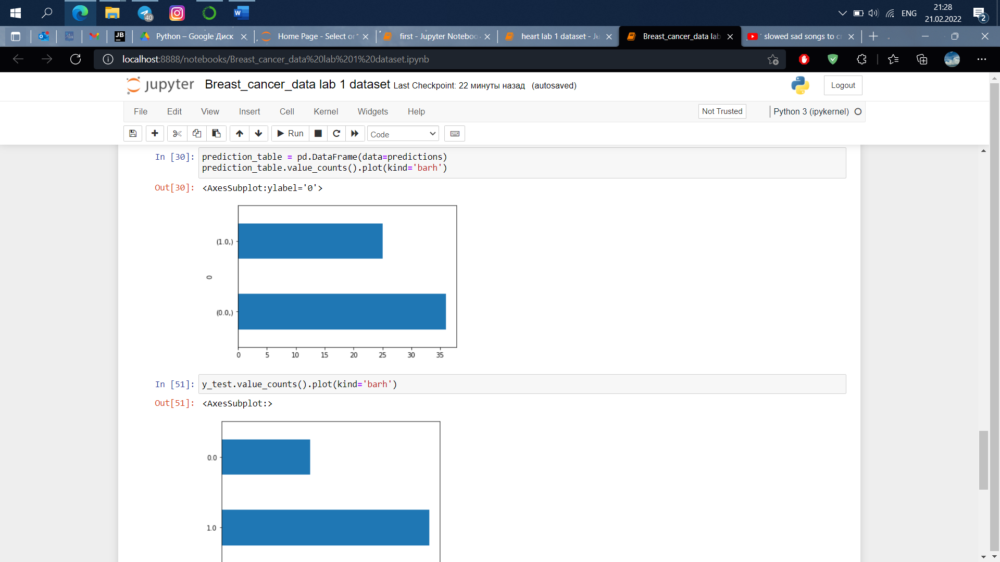 40
W
ENG
21:28
21.02.2022
2
JB
Python – Google Диск
Home Page - Select or
first - Jupyter Noteboo
heart lab 1 dataset - Ju
Breast_cancer_data lab
slowed sad songs to cr
localhost:8888/notebooks/Breast_cancer_data%20lab%201%20dataset.ipynb
jupyter Breast_cancer_data lab 1 dataset Last Checkpoint: 22 минуты назад (autosaved)
Logout
File Edit View Insert Cell Kernel Widgets Help
Not Trusted
Python 3 (ipykernel)
Run
Code
In [30]: prediction_table = pd.DataFrame(data=predictions)
prediction_table.value_counts().plot(kind='barh')
Out[30]: <AxesSubplot:ylabel='0'>
(1.0,)
0
(0.0,)
0 5 10 15 20 25 30 35
In [51]: y_test.value_counts().plot(kind='barh')
Out[51]: <AxesSubplot:>
0.0
1.0